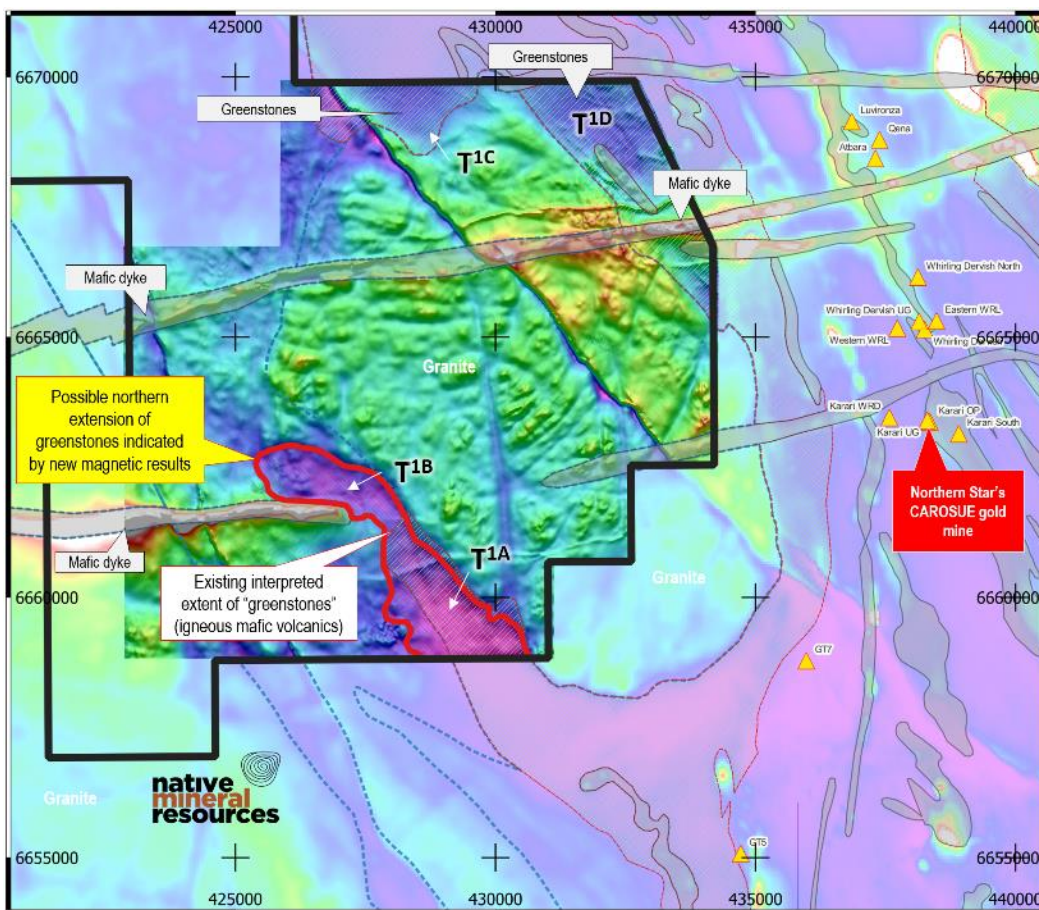 425000
430000
435000
440000
6670000
6670000
Greenstones
Greenstones
T1D
T1C
Luvironza
Qena
Atbara
Mafic dyke
Mafic dyke
Whirling Dervish North
Whirling Dervish UG
Eastern WRL
Western WRL
Whirling Dervish
6665000
6665000
Granite
Possible northern
extension of
greenstones indicated
by new magnetic results
Karari WRD
Karari OP
Karari UG
Karari South
T1B
Northern Star's
CAROSUE gold
mine
Mafic dyke
Existing interpreted
extent of "greenstones"
(igneous mafic volcanics)
T1A
Granite
6660000
6660000
GT7
native
mineral
resources
Granite
6655000
6655000
GT5
425000
430000
435000
440000